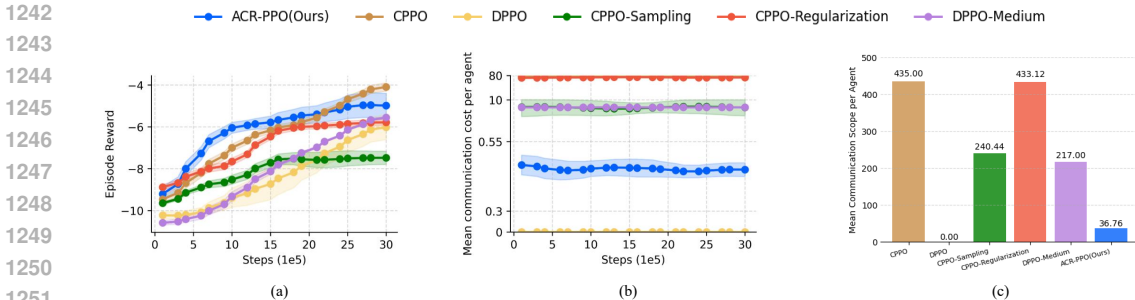 1242
1243
1244
1245
1246
1247
1248
1249
1250
1251
ACR-PPO(Ours) CPPO DPPO CPPO-Sampling CPPO-Regularization DPPO-Medium
Episode Reward
−4
−6
−8
−10
0 5 10 15 20 25 30
Steps (1e5)
(a)
Mean communication cost per agent
80
10
0.55
0.3
0
0 5 10 15 20 25 30
Steps (1e5)
(b)
Mean Communication Scope per Agent
500
400
300
200
100
0
435.00
0.00
240.44
433.12
217.00
36.76
CPPO DPPO CPPO-Sampling CPPO-Regularization DPPO-Medium ACR-PPO(Ours)
(c)